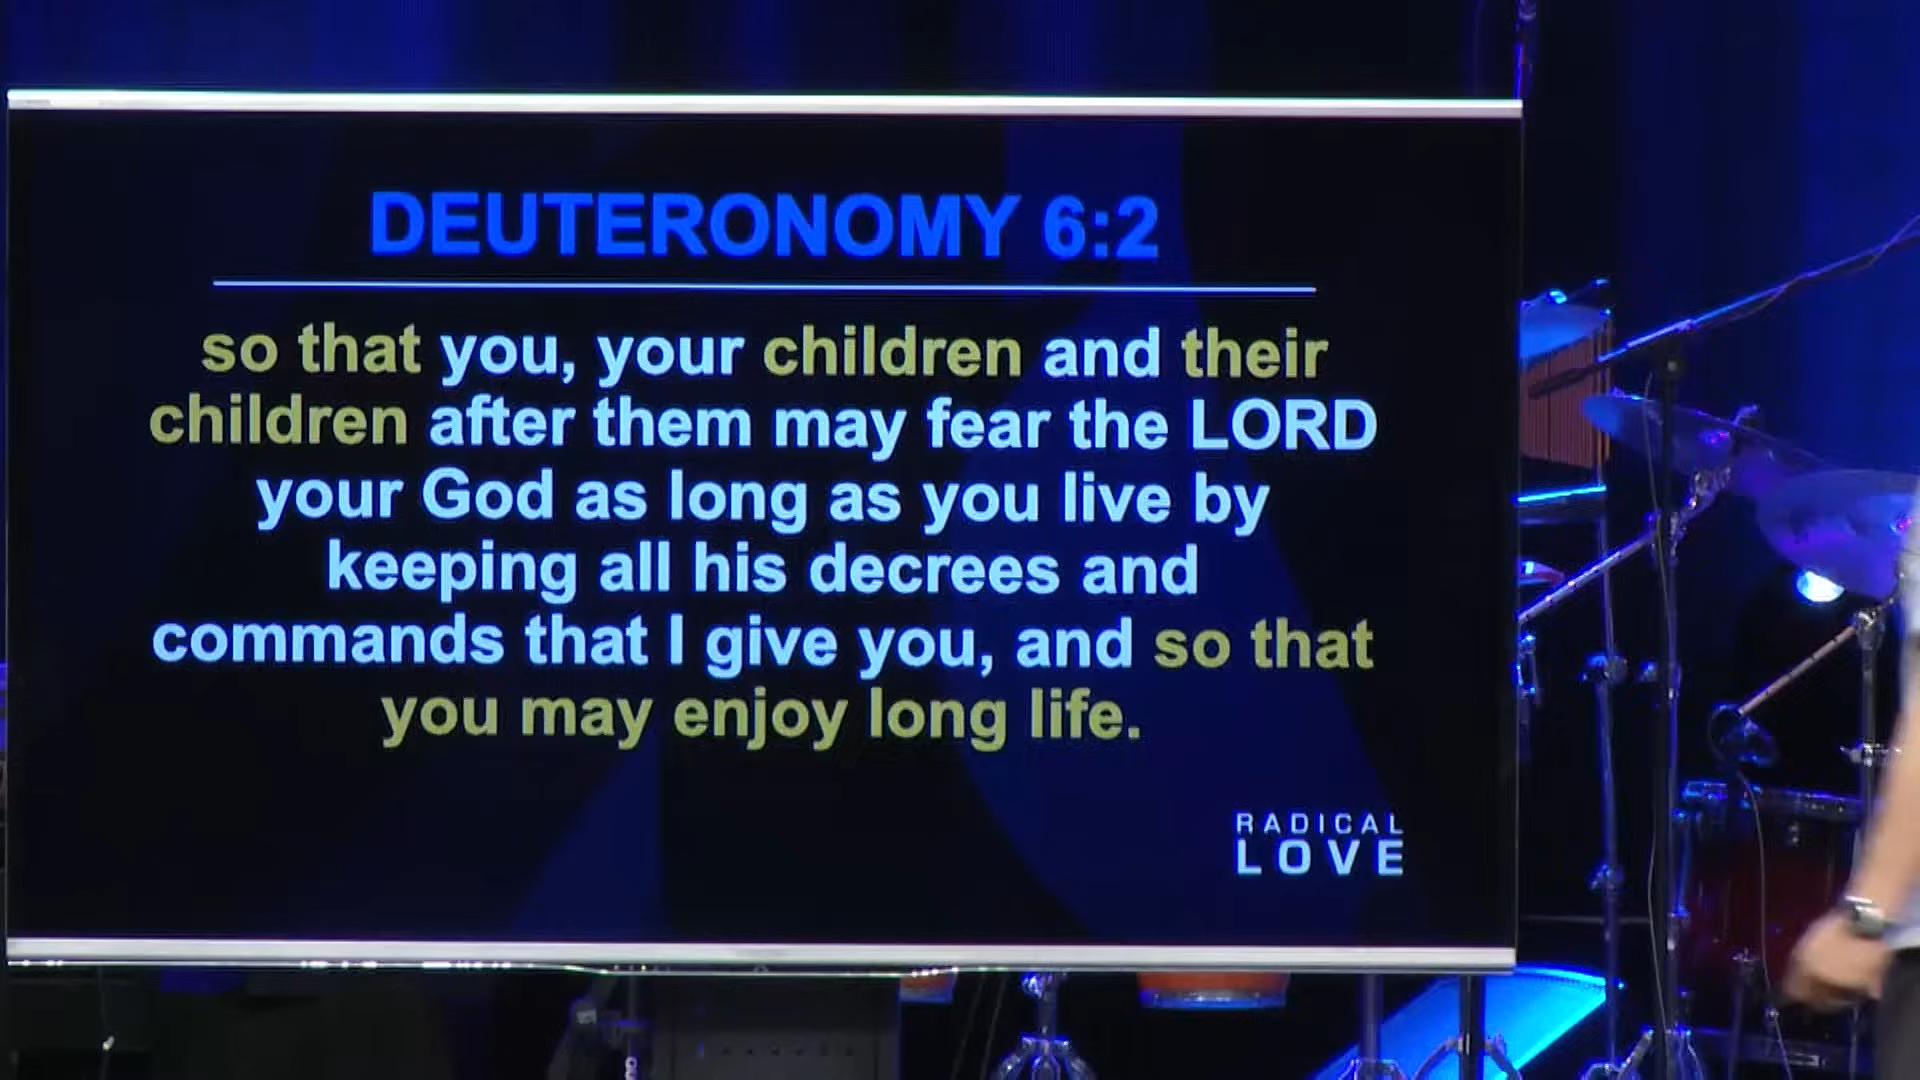 DEUTERONOMY 6:2
so that you, your children and their
children after them may fear the LORD
your God as long as you live by
keeping all his decrees and
commands that I give you, and so that
you may enjoy long life.
RADICAL
LOVE